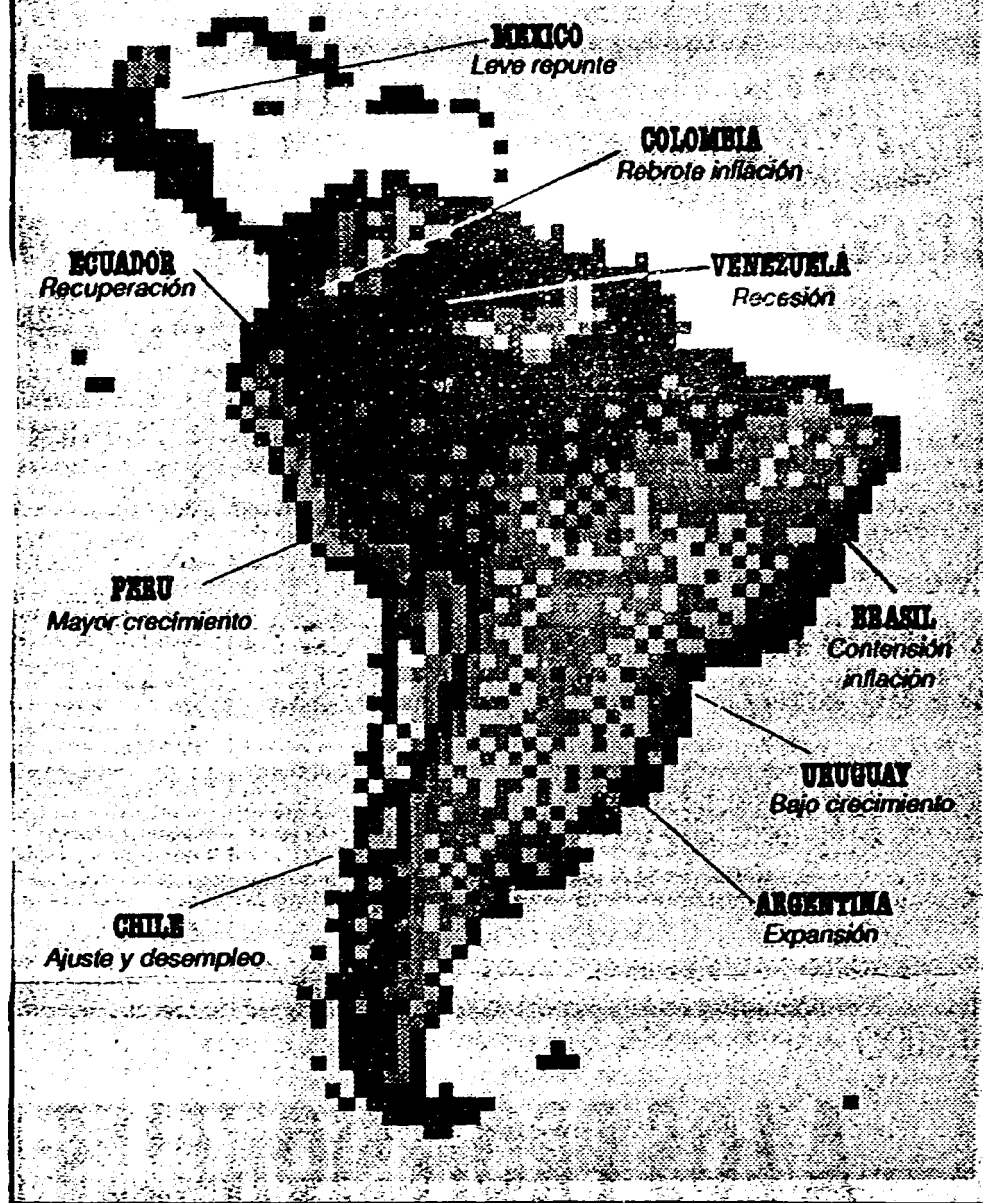 MEXICO
Leve repunte
COLOMBIA
Rebrote inflación
ECUADOR
Recuperación
VENEZUELA
Recesión
PERU
Mayor crecimiento
BRASIL
Contensión
inflación
URUGUAY
Bajo crecimiento
CHILE
Ajuste y desempleo
ARGENTINA
Expansión